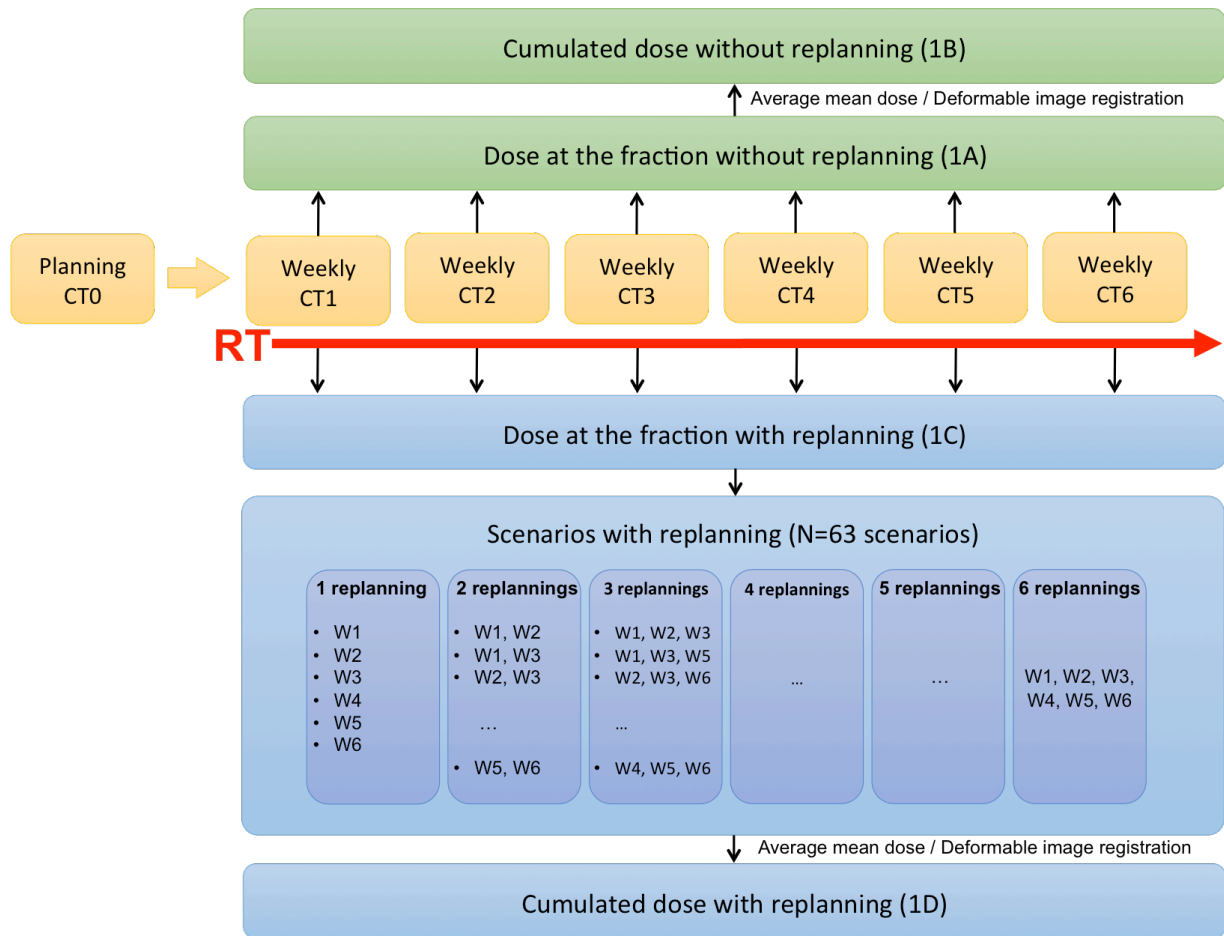 Cumulated dose without replanning (1B)
Average mean dose / Deformable image registration
Dose at the fraction without replanning (1A)
Planning
CT0
Weekly
CT1
Weekly
CT2
Weekly
CT3
Weekly
CT4
Weekly
CT5
Weekly
CT6
RT
Dose at the fraction with replanning (1C)
Scenarios with replanning (N=63 scenarios)
1 replanning
• W1
• W2
• W3
• W4
• W5
• W6
2 replannings
• W1, W2
• W1, W3
• W2, W3
...
• W5, W6
3 replannings
• W1, W2, W3
• W1, W3, W5
• W2, W3, W6
...
• W4, W5, W6
4 replannings
...
5 replannings
...
6 replannings
W1, W2, W3,
W4, W5, W6
Average mean dose / Deformable image registration
Cumulated dose with replanning (1D)